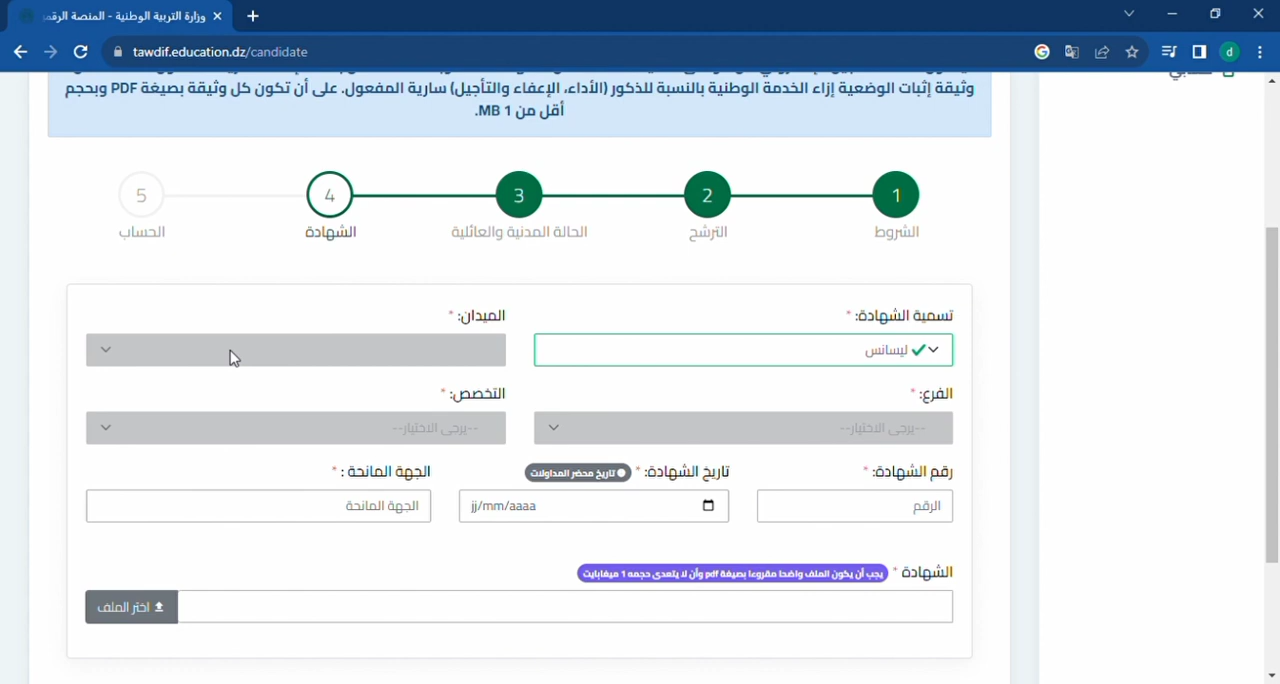 وزارة التربية الوطنية - المنصة الرقم
tawdif.education.dz/candidate
d
وثيقة إثبات الوضعية إزاء الخدمة الوطنية بالنسبة للذكور (الأداء، الإعفاء والتأجيل) سارية المفعول. على أن تكون كل وثيقة بصيغة PDF وبحجم
أقل من 1 MB.
1 2 3 4 5
الشروط الترشح الحالة المدنية والعائلية الشهادة الحساب
تسمية الشهادة: * الميدان: *
ليسانس
الفرع: * التخصص: *
--يرجى الاختيار-- --يرجى الاختيار--
رقم الشهادة: * تاريخ الشهادة: * تاريخ محضر المداولات الجهة المانحة : *
الرقم jj/mm/aaaa الجهة المانحة
الشهادة * يجب أن يكون الملف واضحا مقروءا بصيغة pdf وأن لا يتعدى حجمه 1 ميغابايت
اختر الملف